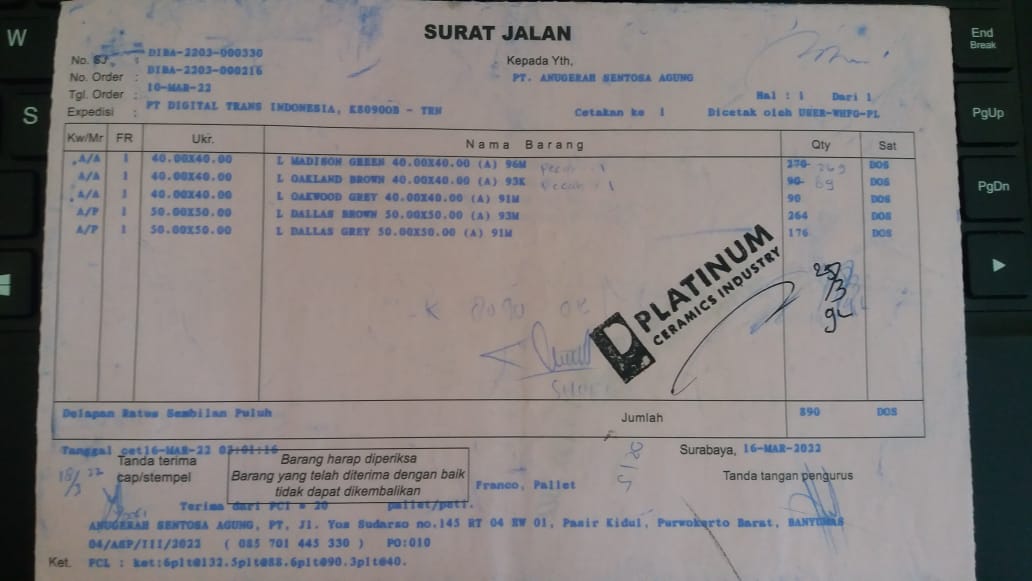 SURAT JALAN
No. SJ : DIBA-2203-000330
No. Order : DIBA-2203-000216
Tgl. Order : 10-MAR-22
Expedisi : PT DIGITAL TRANS INDONESIA, K8090OB - TRN
Kepada Yth,
PT. ANUGERAH SENTOSA AGUNG
Hal : 1 Dari 1
Cetakan ke 1 Dicetak oleh USER-WHFG-PL
Kw/Mr FR Ukr. Nama Barang Qty Sat
A/A 1 40.00X40.00 L MADISON GREEN 40.00X40.00 (A) 96M 270 269 DOS
A/A 1 40.00X40.00 L OAKLAND BROWN 40.00X40.00 (A) 93K 90 89 DOS
A/A 1 40.00X40.00 L OAKWOOD GREY 40.00X40.00 (A) 91M 90 DOS
A/P 1 50.00X50.00 L DALLAS BROWN 50.00X50.00 (A) 93M 264 DOS
A/P 1 50.00X50.00 L DALLAS GREY 50.00X50.00 (A) 91M 176 DOS
PLATINUM
CERAMICS INDUSTRY
25/3
Delapan Ratus Sembilan Puluh Jumlah 890 DOS
Tanggal cet16-MAR-22 02:01:16
Surabaya, 16-MAR-2022
Tanda terima
cap/stempel
18/3 22
Barang harap diperiksa
Barang yang telah diterima dengan baik
tidak dapat dikembalikan
Franco, Pallet
Tanda tangan pengurus
Terima dari PCI = 20 pallet/peti.
ANUGERAH SENTOSA AGUNG, PT, Jl. Yos Sudarso no.145 RT 04 RW 01, Pasir Kidul, Purwokerto Barat, BANYUMAS
04/ASP/III/2022 ( 085 701 445 330 ) PO:010
Ket. PCL : ket:6plt@132.5plt@88.6plt@90.3plt@40.
W
S
End
Break
PgUp
PgDn